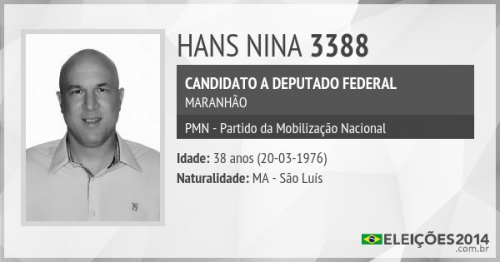 HANS NINA 3388
CANDIDATO A DEPUTADO FEDERAL
MARANHÃO
PMN - Partido da Mobilização Nacional
Idade: 38 anos (20-03-1976)
Naturalidade: MA - São Luís
ELEIÇÕES2014
.com.br